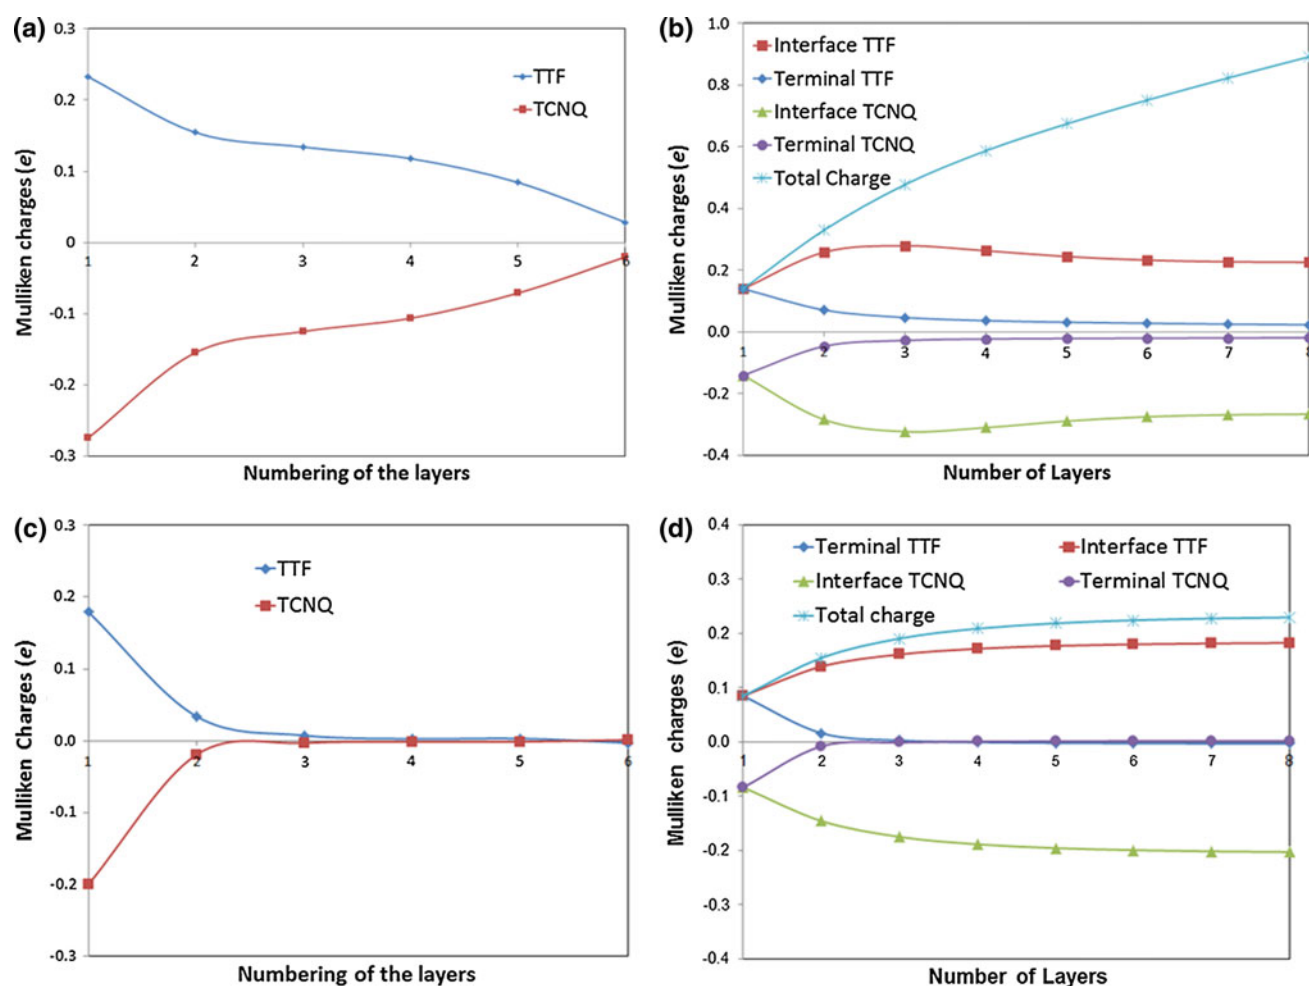 (a)
0.3
0.2
0.1
0
-0.1
-0.2
-0.3
Mulliken charges (e)
1 2 3 4 5 6
TTF
TCNQ
Numbering of the layers
(b)
1.0
0.8
0.6
0.4
0.2
0.0
-0.2
-0.4
Mulliken charges (e)
Interface TTF
Terminal TTF
Interface TCNQ
Terminal TCNQ
Total Charge
1 2 3 4 5 6 7 8
Number of Layers
(c)
0.3
0.2
0.1
0.0
-0.1
-0.2
-0.3
Mulliken Charges (e)
TTF
TCNQ
1 2 3 4 5 6
Numbering of the layers
(d)
0.4
0.3
0.2
0.1
0.0
-0.1
-0.2
-0.3
-0.4
Mulliken charges (e)
Terminal TTF Interface TTF
Interface TCNQ Terminal TCNQ
Total charge
1 2 3 4 5 6 7 8
Number of Layers